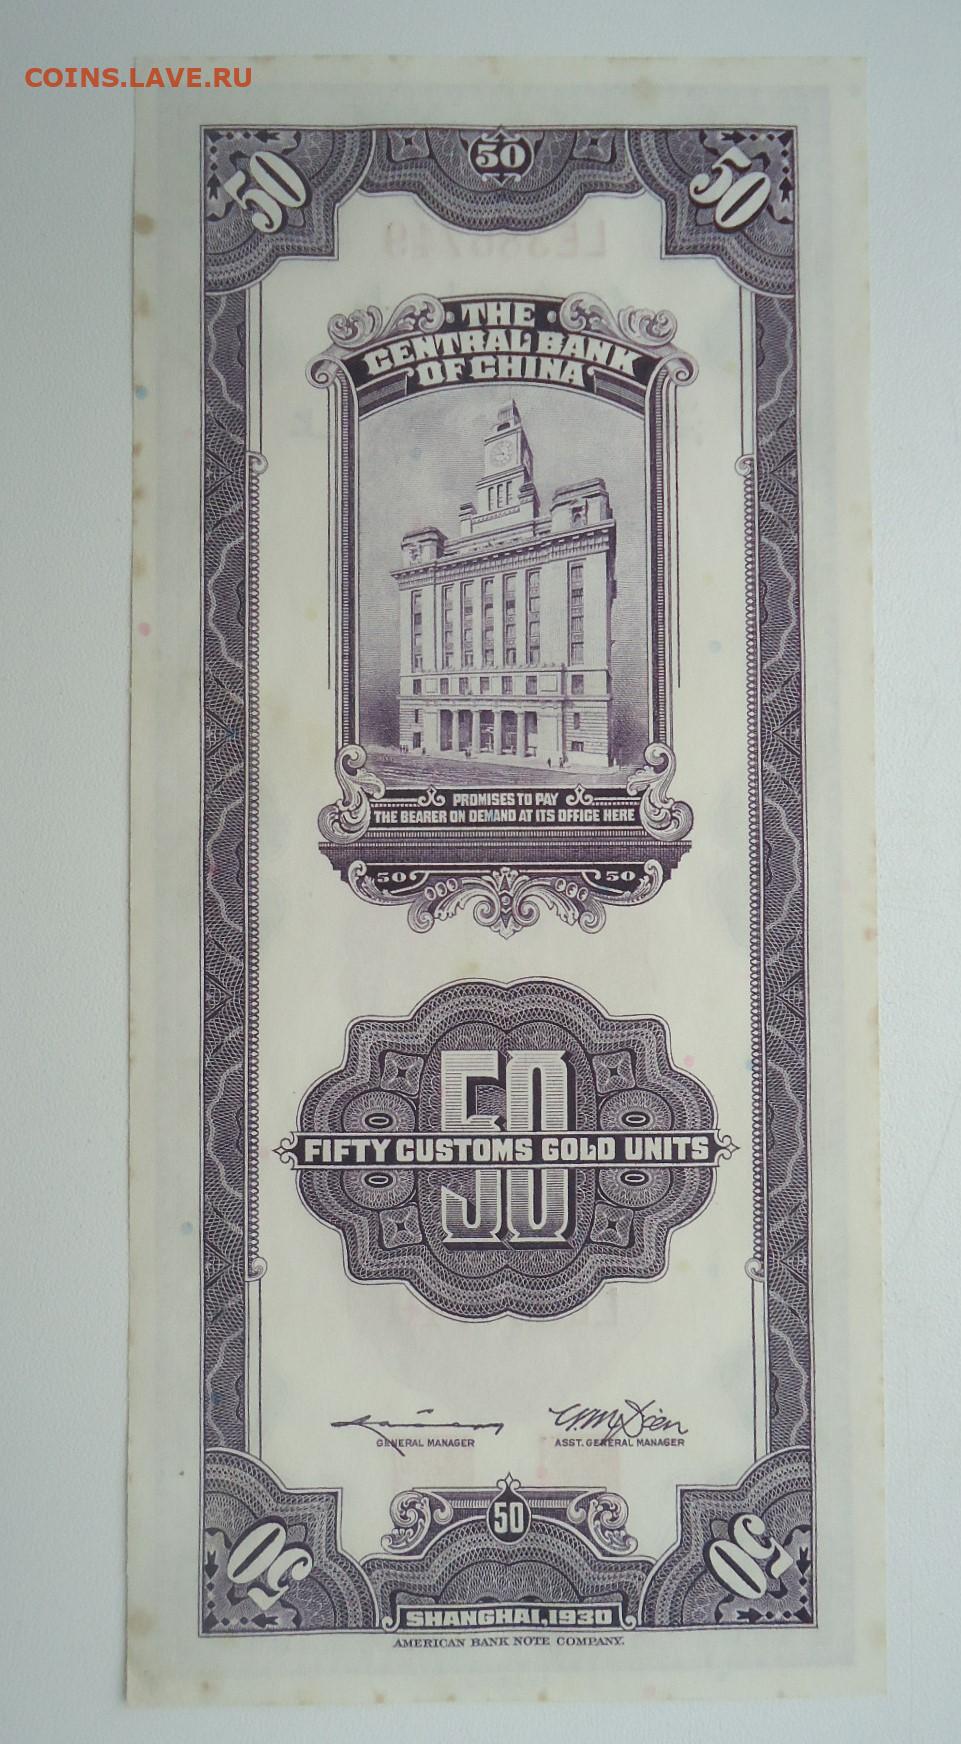 COINS.LAVE.RU
50
50
50
THE
CENTRAL BANK
OF CHINA
PROMISES TO PAY
THE BEARER ON DEMAND AT ITS OFFICE HERE
50 50
50
FIFTY CUSTOMS GOLD UNITS
GENERAL MANAGER
ASST. GENERAL MANAGER
50
50
50
SHANGHAI, 1930
AMERICAN BANK NOTE COMPANY.